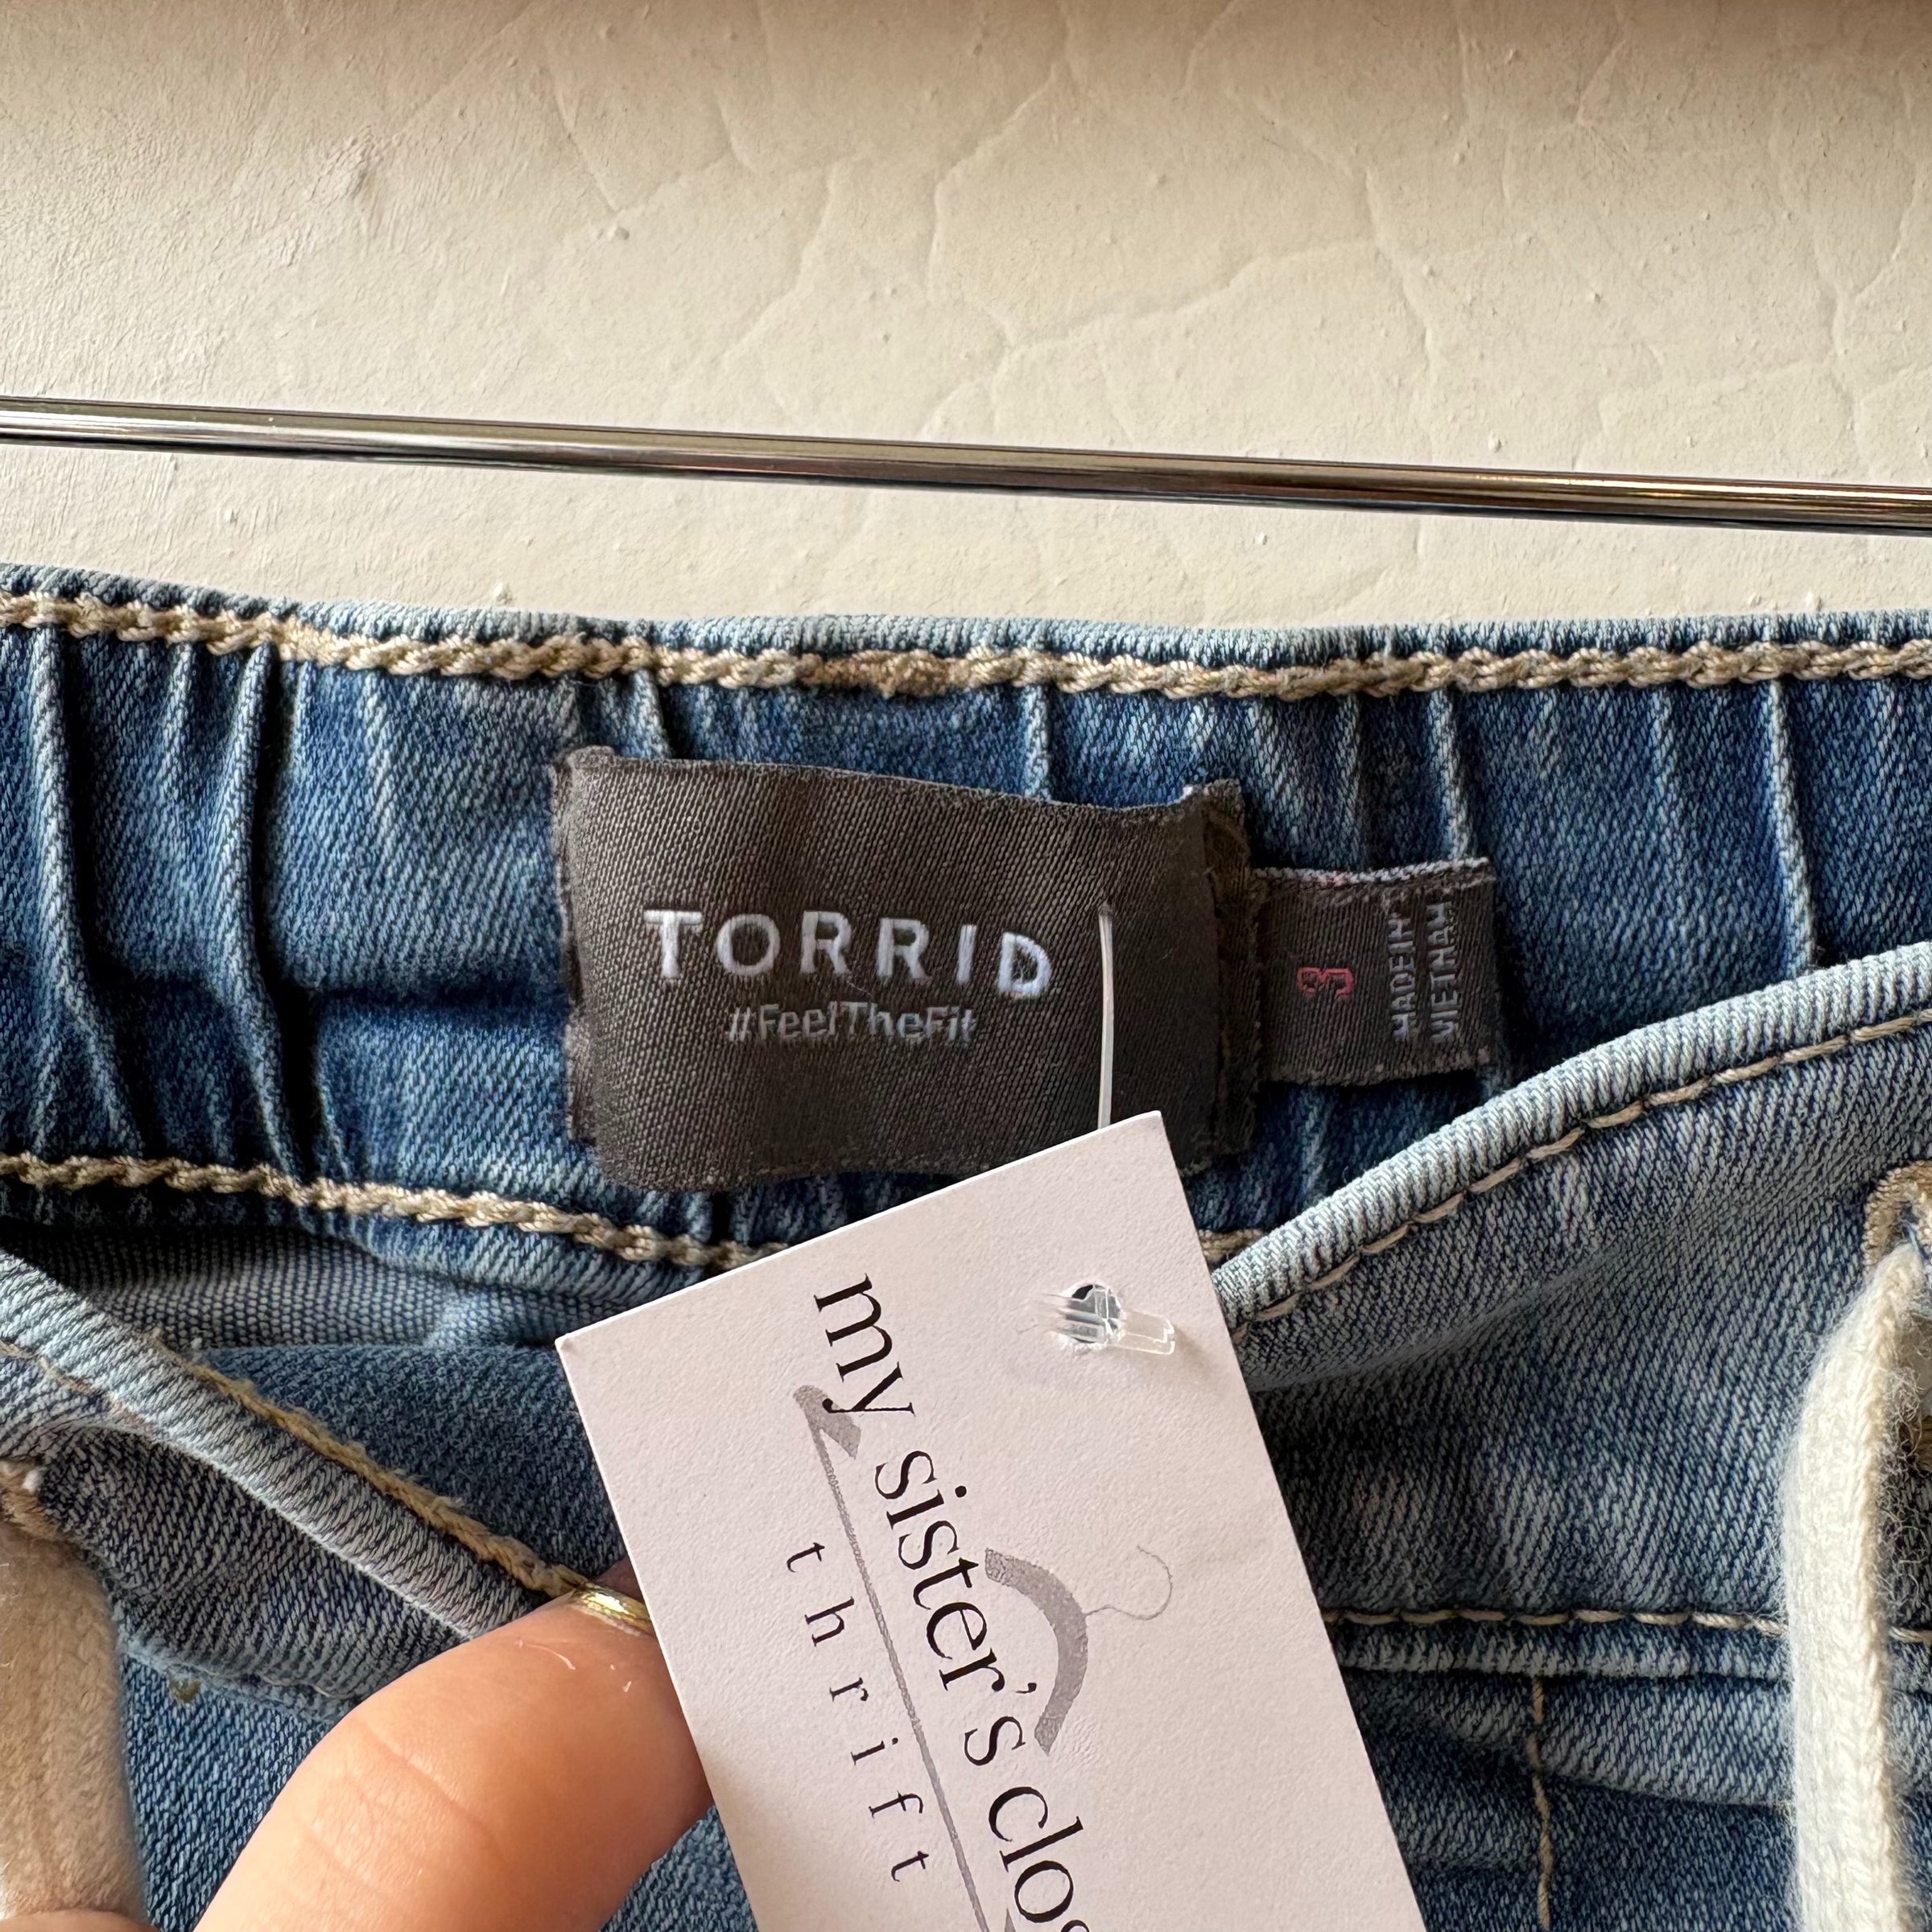 TORRID
#FeelTheFit
3
MADE IN
VIETNAM
my sister's clos
thrift